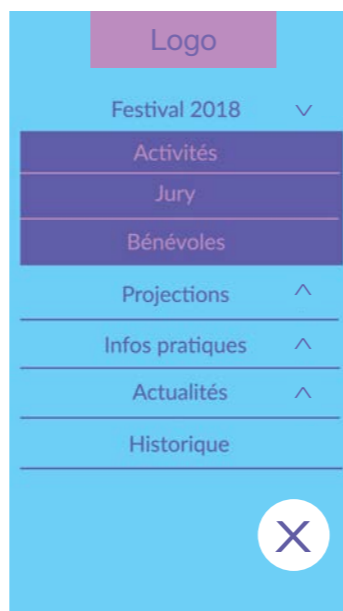 Logo
Festival 2018
Activités
Jury
Bénévoles
Projections
Infos pratiques
Actualités
Historique
X